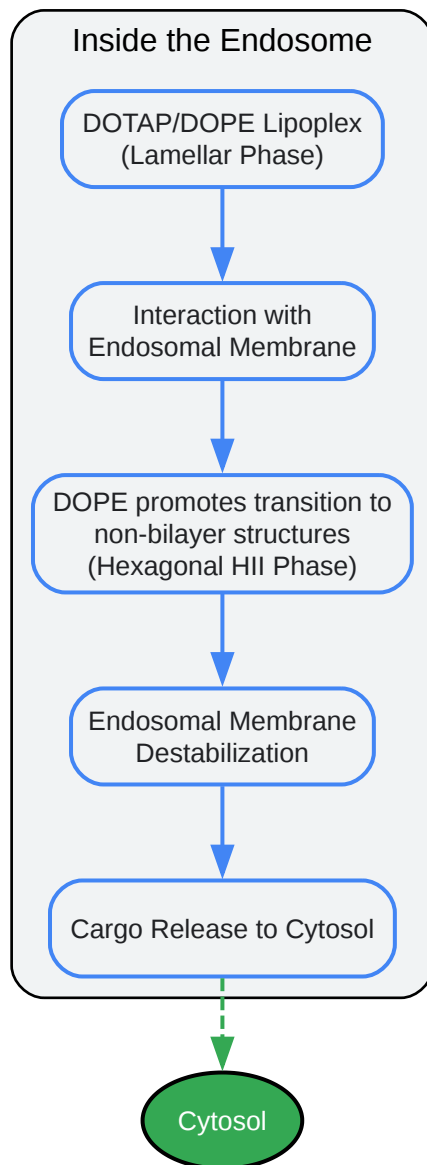 Inside the Endosome
DOTAP/DOPE Lipoplex
(Lamellar Phase)
Interaction with
Endosomal Membrane
DOPE promotes transition to
non-bilayer structures
(Hexagonal HII Phase)
Endosomal Membrane
Destabilization
Cargo Release to Cytosol
Cytosol